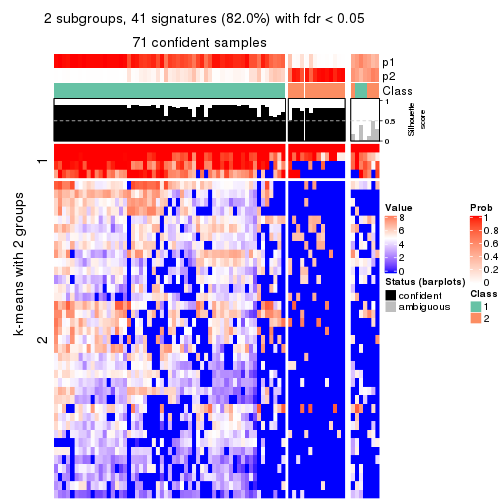 2 subgroups, 41 signatures (82.0%) with fdr < 0.05
71 confident samples
p1
p2
Class
1
0.5
0
Silhouette
score
k-means with 2 groups
1
2
Value
8
6
4
2
0
Prob
1
0.8
0.6
0.4
0.2
0
Status (barplots)
confident
ambiguous
Class
1
2